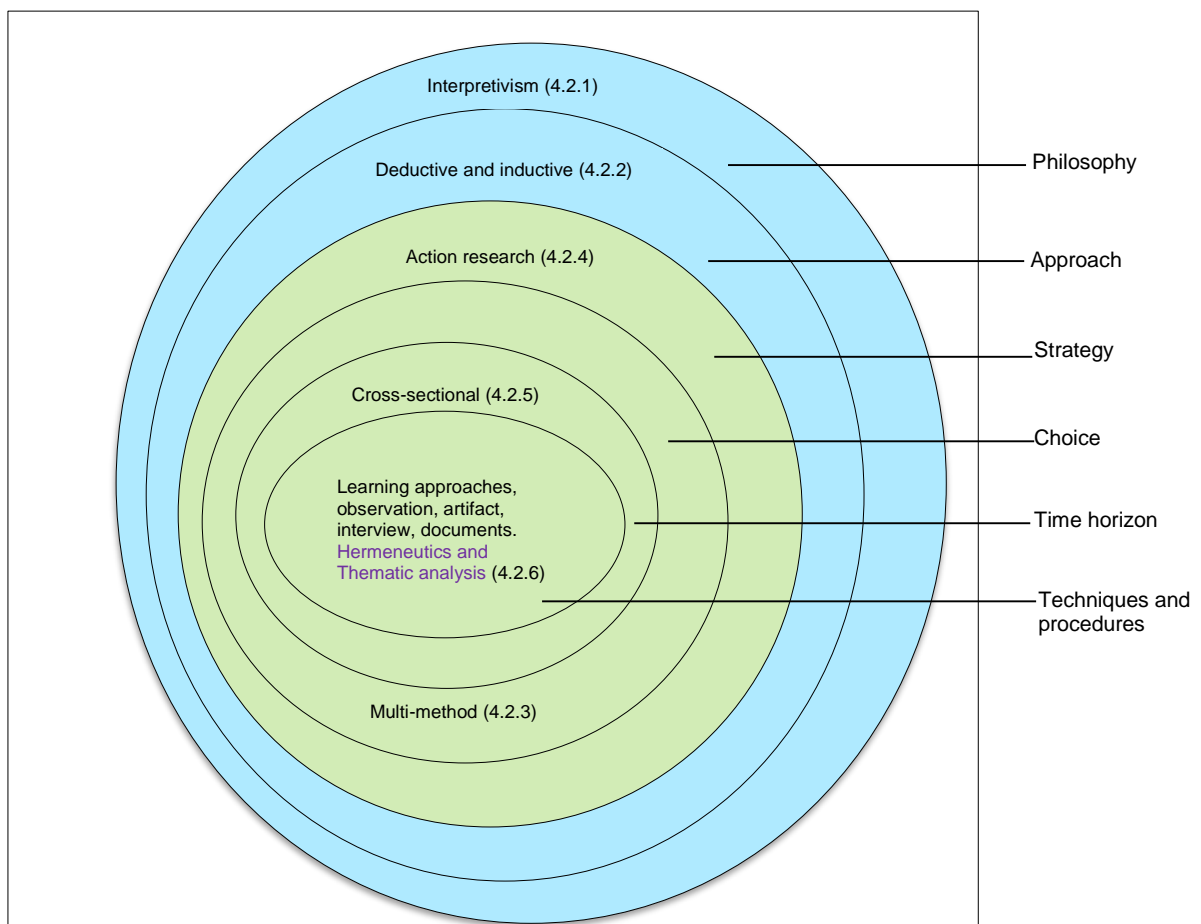 Interpretivism (4.2.1)
Philosophy
Deductive and inductive (4.2.2)
Approach
Action research (4.2.4)
Strategy
Cross-sectional (4.2.5)
Choice
Learning approaches,
observation, artifact,
interview, documents.
Hermeneutics and
Thematic analysis (4.2.6)
Time horizon
Techniques and
procedures
Multi-method (4.2.3)